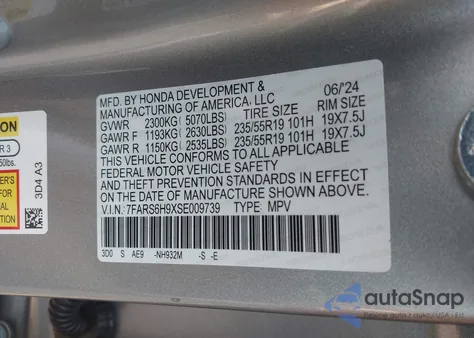 MFD. BY HONDA DEVELOPMENT &
MANUFACTURING OF AMERICA, LLC 06/'24
GVWR 2300KG( 5070LBS) TIRE SIZE RIM SIZE
GAWR F 1193KG( 2630LBS) 235/55R19 101H 19X7.5J
GAWR R 1150KG( 2535LBS) 235/55R19 101H 19X7.5J
THIS VEHICLE CONFORMS TO ALL APPLICABLE
FEDERAL MOTOR VEHICLE SAFETY
AND THEFT PREVENTION STANDARDS IN EFFECT
ON THE DATE OF MANUFACTURE SHOWN ABOVE.
V.I.N.: 7FARS6H9XSE009739 TYPE: MPV
3D0 S AE9 -NH932M -S -E
3D4 A3
autoSnap